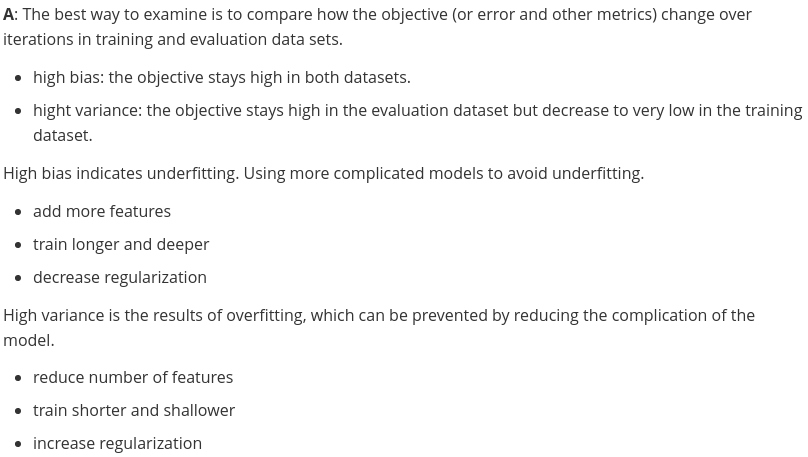 A: The best way to examine is to compare how the objective (or error and other metrics) change over
iterations in training and evaluation data sets.
• high bias: the objective stays high in both datasets.
• hight variance: the objective stays high in the evaluation dataset but decrease to very low in the training
dataset.
High bias indicates underfitting. Using more complicated models to avoid underfitting.
• add more features
• train longer and deeper
• decrease regularization
High variance is the results of overfitting, which can be prevented by reducing the complication of the
model.
• reduce number of features
• train shorter and shallower
• increase regularization